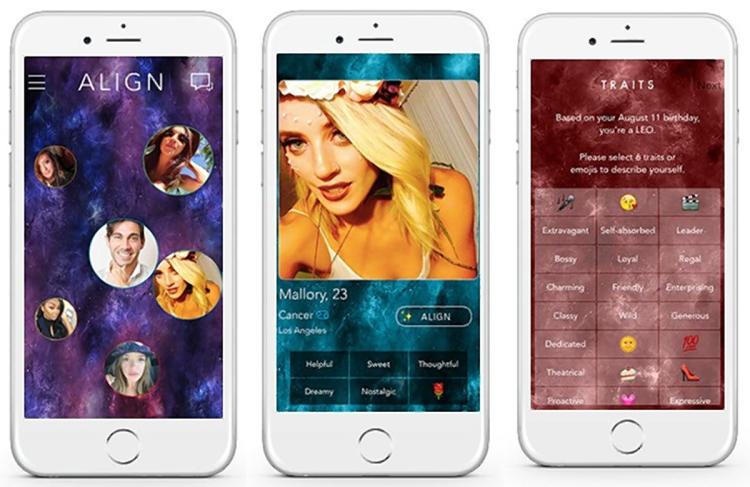 ALIGN
Mallory, 23
Cancer ♋
Los Angeles
ALIGN
Helpful Sweet Thoughtful
Dreamy Nostalgic
TRAITS Next
Based on your August 11 birthday,
you're a LEO.
Please select 6 traits or
emojis to describe yourself.
Extravagant Self-absorbed Leader
Bossy Loyal Regal
Charming Friendly Enterprising
Classy Wild Generous
Dedicated 💯
Theatrical
Proactive Expressive